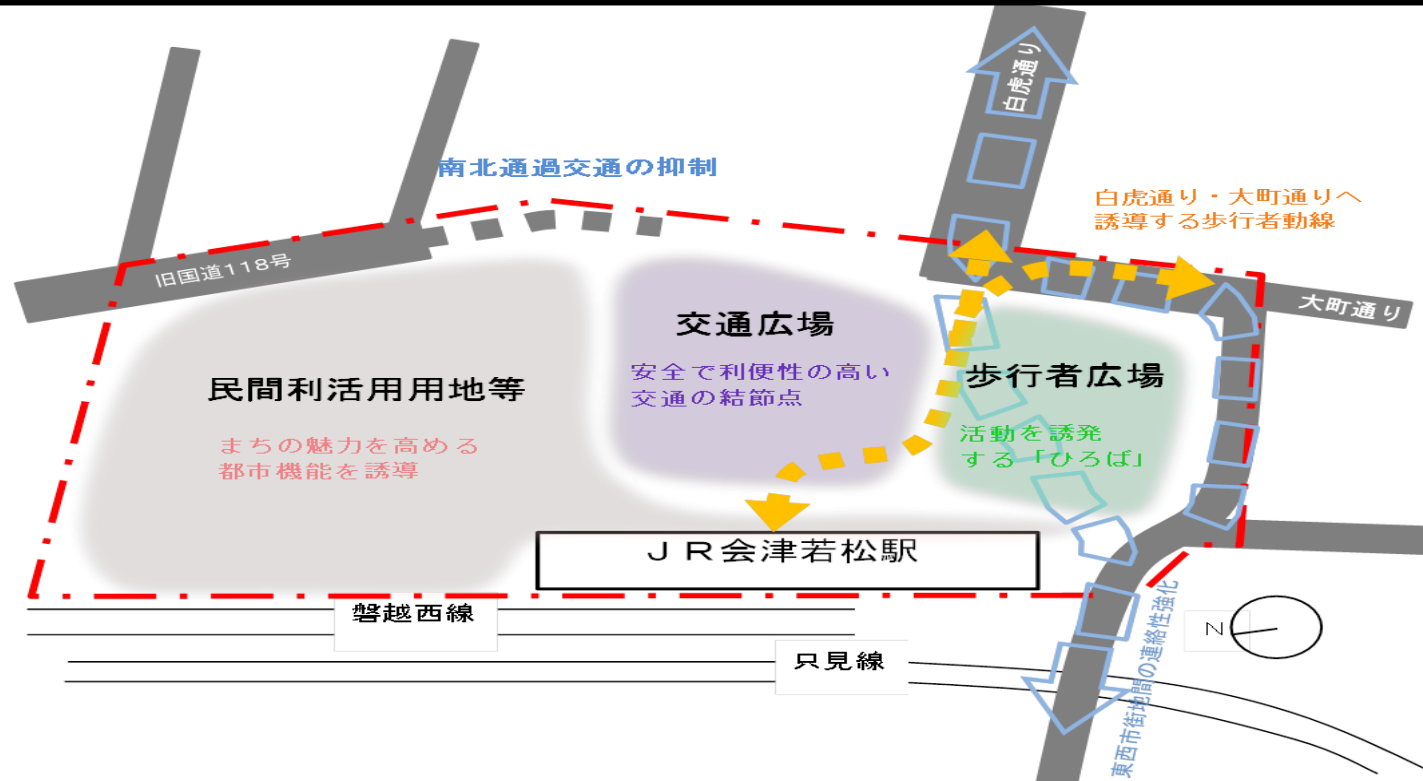 白虎通り
南北通過交通の抑制
白虎通り・大町通りへ
誘導する歩行者動線
旧国道118号
大町通り
交通広場
安全で利便性の高い
交通の結節点
歩行者広場
活動を誘発
する「ひろば」
民間利活用用地等
まちの魅力を高める
都市機能を誘導
ＪＲ会津若松駅
磐越西線
只見線
東西市街地間の連絡性強化
N